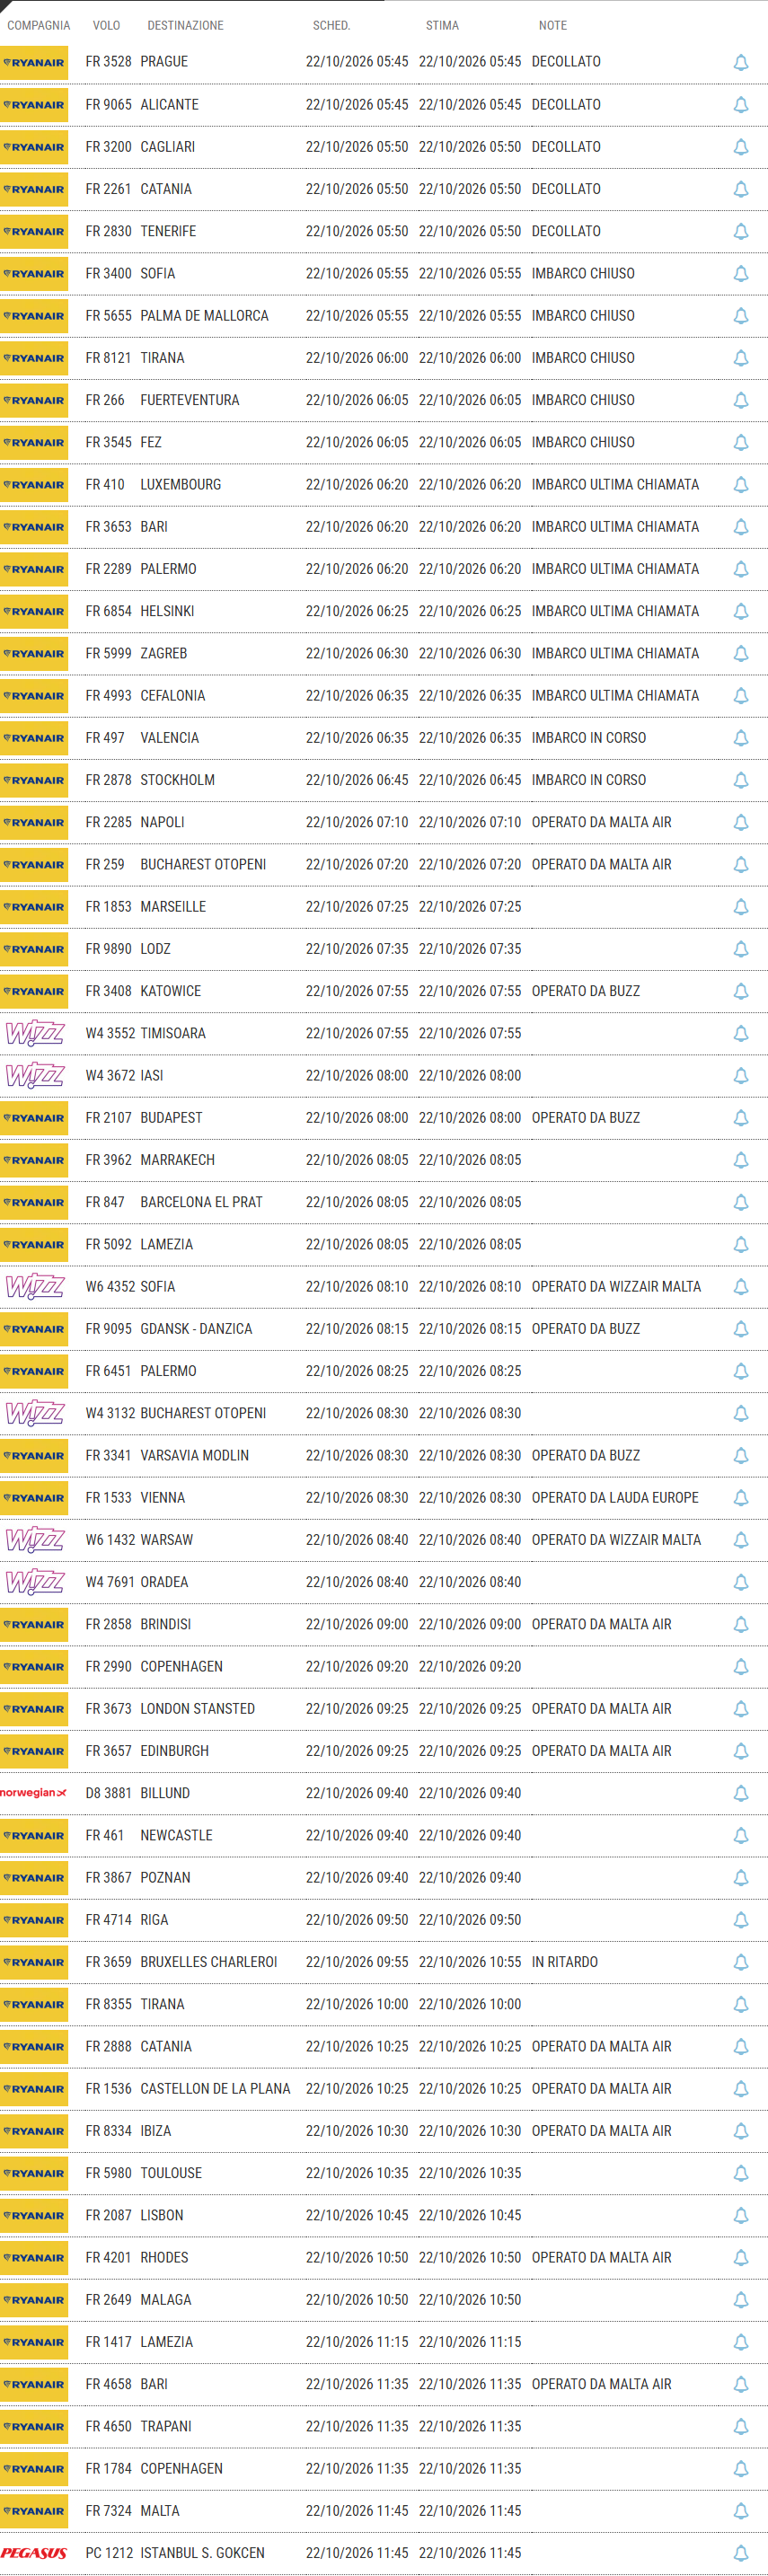 COMPAGNIA VOLO DESTINAZIONE SCHED. STIMA NOTE
RYANAIR FR 3528 PRAGUE 22/10/2026 05:45 22/10/2026 05:45 DECOLLATO
RYANAIR FR 9065 ALICANTE 22/10/2026 05:45 22/10/2026 05:45 DECOLLATO
RYANAIR FR 3200 CAGLIARI 22/10/2026 05:50 22/10/2026 05:50 DECOLLATO
RYANAIR FR 2261 CATANIA 22/10/2026 05:50 22/10/2026 05:50 DECOLLATO
RYANAIR FR 2830 TENERIFE 22/10/2026 05:50 22/10/2026 05:50 DECOLLATO
RYANAIR FR 3400 SOFIA 22/10/2026 05:55 22/10/2026 05:55 IMBARCO CHIUSO
RYANAIR FR 5655 PALMA DE MALLORCA 22/10/2026 05:55 22/10/2026 05:55 IMBARCO CHIUSO
RYANAIR FR 8121 TIRANA 22/10/2026 06:00 22/10/2026 06:00 IMBARCO CHIUSO
RYANAIR FR 266 FUERTEVENTURA 22/10/2026 06:05 22/10/2026 06:05 IMBARCO CHIUSO
RYANAIR FR 3545 FEZ 22/10/2026 06:05 22/10/2026 06:05 IMBARCO CHIUSO
RYANAIR FR 410 LUXEMBOURG 22/10/2026 06:20 22/10/2026 06:20 IMBARCO ULTIMA CHIAMATA
RYANAIR FR 3653 BARI 22/10/2026 06:20 22/10/2026 06:20 IMBARCO ULTIMA CHIAMATA
RYANAIR FR 2289 PALERMO 22/10/2026 06:20 22/10/2026 06:20 IMBARCO ULTIMA CHIAMATA
RYANAIR FR 6854 HELSINKI 22/10/2026 06:25 22/10/2026 06:25 IMBARCO ULTIMA CHIAMATA
RYANAIR FR 5999 ZAGREB 22/10/2026 06:30 22/10/2026 06:30 IMBARCO ULTIMA CHIAMATA
RYANAIR FR 4993 CEFALONIA 22/10/2026 06:35 22/10/2026 06:35 IMBARCO ULTIMA CHIAMATA
RYANAIR FR 497 VALENCIA 22/10/2026 06:35 22/10/2026 06:35 IMBARCO IN CORSO
RYANAIR FR 2878 STOCKHOLM 22/10/2026 06:45 22/10/2026 06:45 IMBARCO IN CORSO
RYANAIR FR 2285 NAPOLI 22/10/2026 07:10 22/10/2026 07:10 OPERATO DA MALTA AIR
RYANAIR FR 259 BUCHAREST OTOPENI 22/10/2026 07:20 22/10/2026 07:20 OPERATO DA MALTA AIR
RYANAIR FR 1853 MARSEILLE 22/10/2026 07:25 22/10/2026 07:25
RYANAIR FR 9890 LODZ 22/10/2026 07:35 22/10/2026 07:35
RYANAIR FR 3408 KATOWICE 22/10/2026 07:55 22/10/2026 07:55 OPERATO DA BUZZ
WIZZ W4 3552 TIMISOARA 22/10/2026 07:55 22/10/2026 07:55
WIZZ W4 3672 IASI 22/10/2026 08:00 22/10/2026 08:00
RYANAIR FR 2107 BUDAPEST 22/10/2026 08:00 22/10/2026 08:00 OPERATO DA BUZZ
RYANAIR FR 3962 MARRAKECH 22/10/2026 08:05 22/10/2026 08:05
RYANAIR FR 847 BARCELONA EL PRAT 22/10/2026 08:05 22/10/2026 08:05
RYANAIR FR 5092 LAMEZIA 22/10/2026 08:05 22/10/2026 08:05
WIZZ W6 4352 SOFIA 22/10/2026 08:10 22/10/2026 08:10 OPERATO DA WIZZAIR MALTA
RYANAIR FR 9095 GDANSK - DANZICA 22/10/2026 08:15 22/10/2026 08:15 OPERATO DA BUZZ
RYANAIR FR 6451 PALERMO 22/10/2026 08:25 22/10/2026 08:25
WIZZ W4 3132 BUCHAREST OTOPENI 22/10/2026 08:30 22/10/2026 08:30
RYANAIR FR 3341 VARSAVIA MODLIN 22/10/2026 08:30 22/10/2026 08:30 OPERATO DA BUZZ
RYANAIR FR 1533 VIENNA 22/10/2026 08:30 22/10/2026 08:30 OPERATO DA LAUDA EUROPE
WIZZ W6 1432 WARSAW 22/10/2026 08:40 22/10/2026 08:40 OPERATO DA WIZZAIR MALTA
WIZZ W4 7691 ORADEA 22/10/2026 08:40 22/10/2026 08:40
RYANAIR FR 2858 BRINDISI 22/10/2026 09:00 22/10/2026 09:00 OPERATO DA MALTA AIR
RYANAIR FR 2990 COPENHAGEN 22/10/2026 09:20 22/10/2026 09:20
RYANAIR FR 3673 LONDON STANSTED 22/10/2026 09:25 22/10/2026 09:25 OPERATO DA MALTA AIR
RYANAIR FR 3657 EDINBURGH 22/10/2026 09:25 22/10/2026 09:25 OPERATO DA MALTA AIR
norwegian D8 3881 BILLUND 22/10/2026 09:40 22/10/2026 09:40
RYANAIR FR 461 NEWCASTLE 22/10/2026 09:40 22/10/2026 09:40
RYANAIR FR 3867 POZNAN 22/10/2026 09:40 22/10/2026 09:40
RYANAIR FR 4714 RIGA 22/10/2026 09:50 22/10/2026 09:50
RYANAIR FR 3659 BRUXELLES CHARLEROI 22/10/2026 09:55 22/10/2026 10:55 IN RITARDO
RYANAIR FR 8355 TIRANA 22/10/2026 10:00 22/10/2026 10:00
RYANAIR FR 2888 CATANIA 22/10/2026 10:25 22/10/2026 10:25 OPERATO DA MALTA AIR
RYANAIR FR 1536 CASTELLON DE LA PLANA 22/10/2026 10:25 22/10/2026 10:25 OPERATO DA MALTA AIR
RYANAIR FR 8334 IBIZA 22/10/2026 10:30 22/10/2026 10:30 OPERATO DA MALTA AIR
RYANAIR FR 5980 TOULOUSE 22/10/2026 10:35 22/10/2026 10:35
RYANAIR FR 2087 LISBON 22/10/2026 10:45 22/10/2026 10:45
RYANAIR FR 4201 RHODES 22/10/2026 10:50 22/10/2026 10:50 OPERATO DA MALTA AIR
RYANAIR FR 2649 MALAGA 22/10/2026 10:50 22/10/2026 10:50
RYANAIR FR 1417 LAMEZIA 22/10/2026 11:15 22/10/2026 11:15
RYANAIR FR 4658 BARI 22/10/2026 11:35 22/10/2026 11:35 OPERATO DA MALTA AIR
RYANAIR FR 4650 TRAPANI 22/10/2026 11:35 22/10/2026 11:35
RYANAIR FR 1784 COPENHAGEN 22/10/2026 11:35 22/10/2026 11:35
RYANAIR FR 7324 MALTA 22/10/2026 11:45 22/10/2026 11:45
PEGASUS PC 1212 ISTANBUL S. GOKCEN 22/10/2026 11:45 22/10/2026 11:45